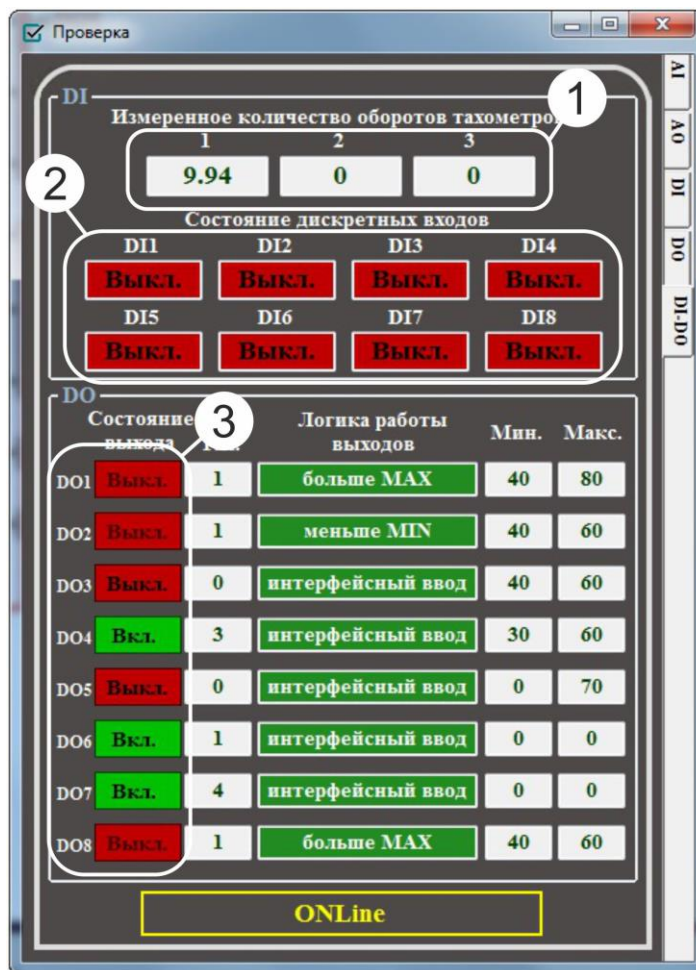 Проверка
AI
AO
DI
DO
DI-DO
DI
Измеренное количество оборотов
1
1 2 3
9.94 0 0
2
Состояние дискретных входов
DI1 DI2 DI3 DI4
Выкл. Выкл. Выкл. Выкл.
DI5 DI6 DI7 DI8
Выкл. Выкл. Выкл. Выкл.
DO
Состояние выхода
3
Логика работы выходов
Мин. Макс.
DO1 Выкл. 1 больше MAX 40 80
DO2 Выкл. 1 меньше MIN 40 60
DO3 Выкл. 0 интерфейсный ввод 40 60
DO4 Вкл. 3 интерфейсный ввод 30 60
DO5 Выкл. 0 интерфейсный ввод 0 70
DO6 Вкл. 1 интерфейсный ввод 0 0
DO7 Вкл. 4 интерфейсный ввод 0 0
DO8 Выкл. 1 больше MAX 40 60
ONLine